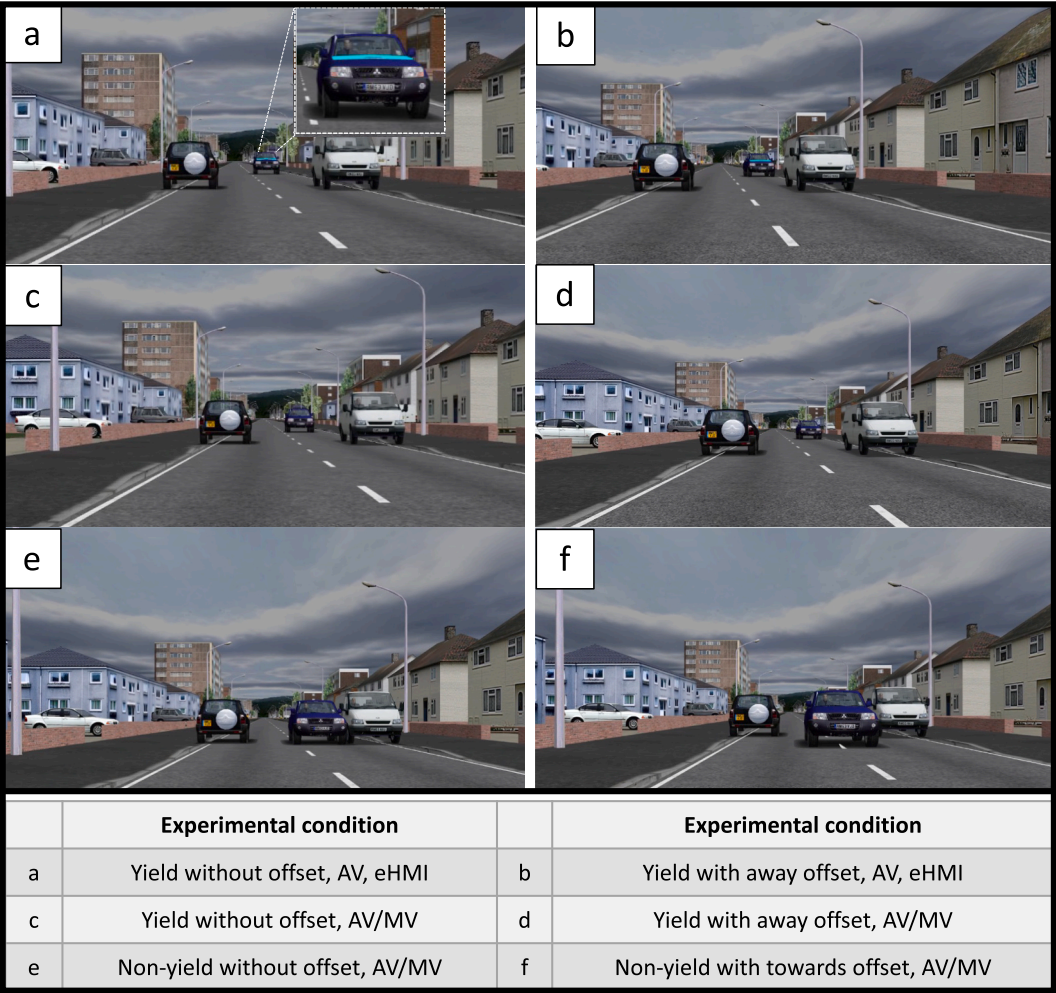 a
b
c
d
e
f
Experimental condition
Experimental condition
a
Yield without offset, AV, eHMI
b
Yield with away offset, AV, eHMI
c
Yield without offset, AV/MV
d
Yield with away offset, AV/MV
e
Non-yield without offset, AV/MV
f
Non-yield with towards offset, AV/MV